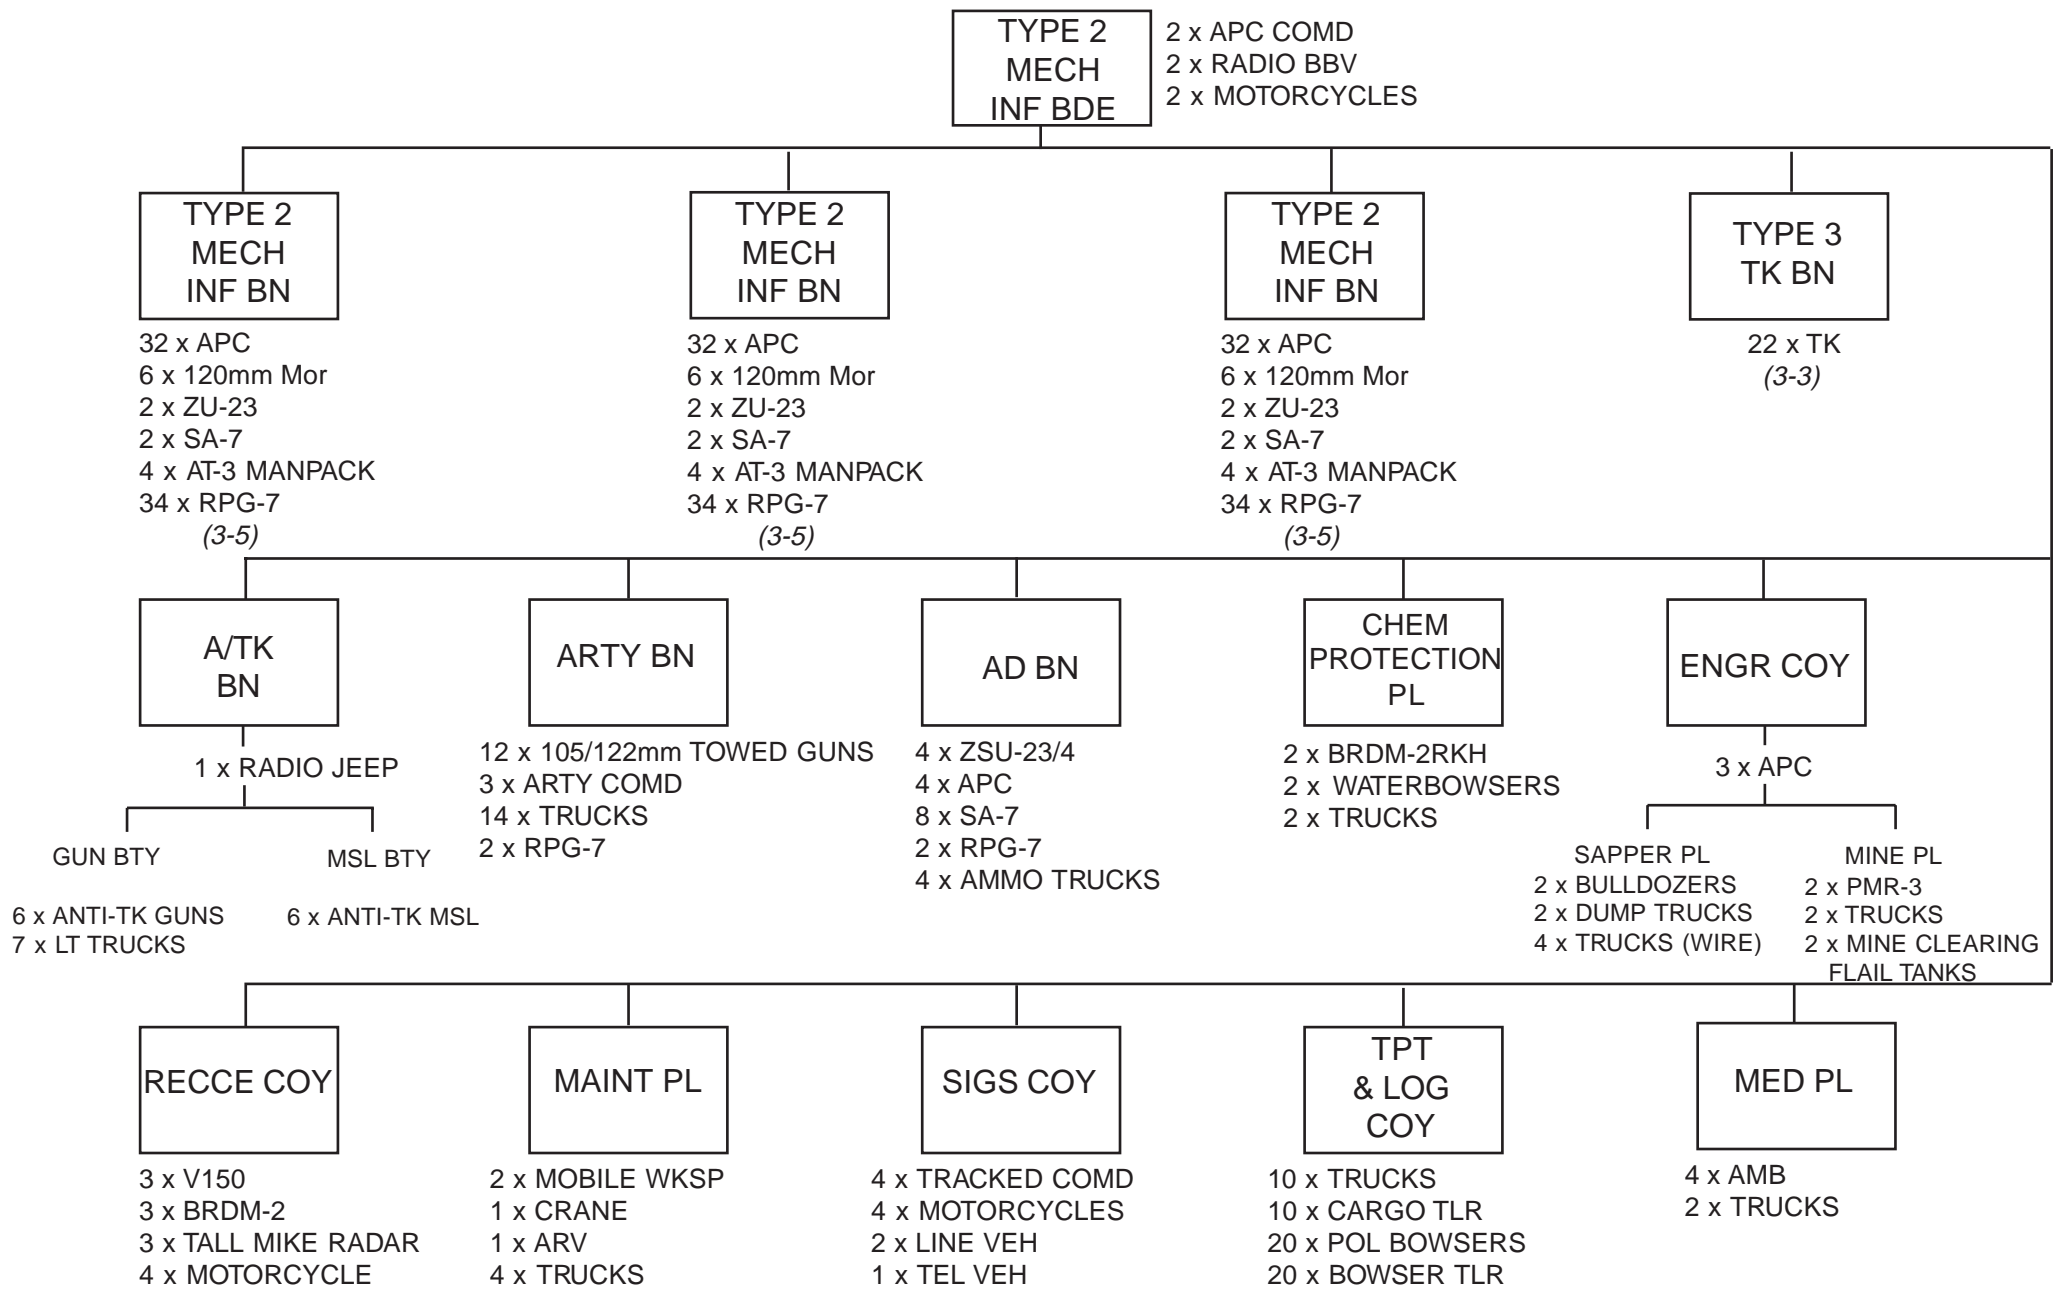 TYPE 2
MECH
INF BDE
2 x APC COMD
2 x RADIO BBV
2 x MOTORCYCLES
TYPE 2
MECH
INF BN
32 x APC
6 x 120mm Mor
2 x ZU-23
2 x SA-7
4 x AT-3 MANPACK
34 x RPG-7
(3-5)
TYPE 2
MECH
INF BN
32 x APC
6 x 120mm Mor
2 x ZU-23
2 x SA-7
4 x AT-3 MANPACK
34 x RPG-7
(3-5)
TYPE 2
MECH
INF BN
32 x APC
6 x 120mm Mor
2 x ZU-23
2 x SA-7
4 x AT-3 MANPACK
34 x RPG-7
(3-5)
TYPE 3
TK BN
22 x TK
(3-3)
A/TK
BN
1 x RADIO JEEP
GUN BTY
6 x ANTI-TK GUNS
7 x LT TRUCKS
MSL BTY
6 x ANTI-TK MSL
ARTY BN
12 x 105/122mm TOWED GUNS
3 x ARTY COMD
14 x TRUCKS
2 x RPG-7
AD BN
4 x ZSU-23/4
4 x APC
8 x SA-7
2 x RPG-7
4 x AMMO TRUCKS
CHEM
PROTECTION
PL
2 x BRDM-2RKH
2 x WATERBOWSERS
2 x TRUCKS
ENGR COY
3 x APC
SAPPER PL
2 x BULLDOZERS
2 x DUMP TRUCKS
4 x TRUCKS (WIRE)
MINE PL
2 x PMR-3
2 x TRUCKS
2 x MINE CLEARING
FLAIL TANKS
RECCE COY
3 x V150
3 x BRDM-2
3 x TALL MIKE RADAR
4 x MOTORCYCLE
MAINT PL
2 x MOBILE WKSP
1 x CRANE
1 x ARV
4 x TRUCKS
SIGS COY
4 x TRACKED COMD
4 x MOTORCYCLES
2 x LINE VEH
1 x TEL VEH
TPT
& LOG
COY
10 x TRUCKS
10 x CARGO TLR
20 x POL BOWSERS
20 x BOWSER TLR
MED PL
4 x AMB
2 x TRUCKS